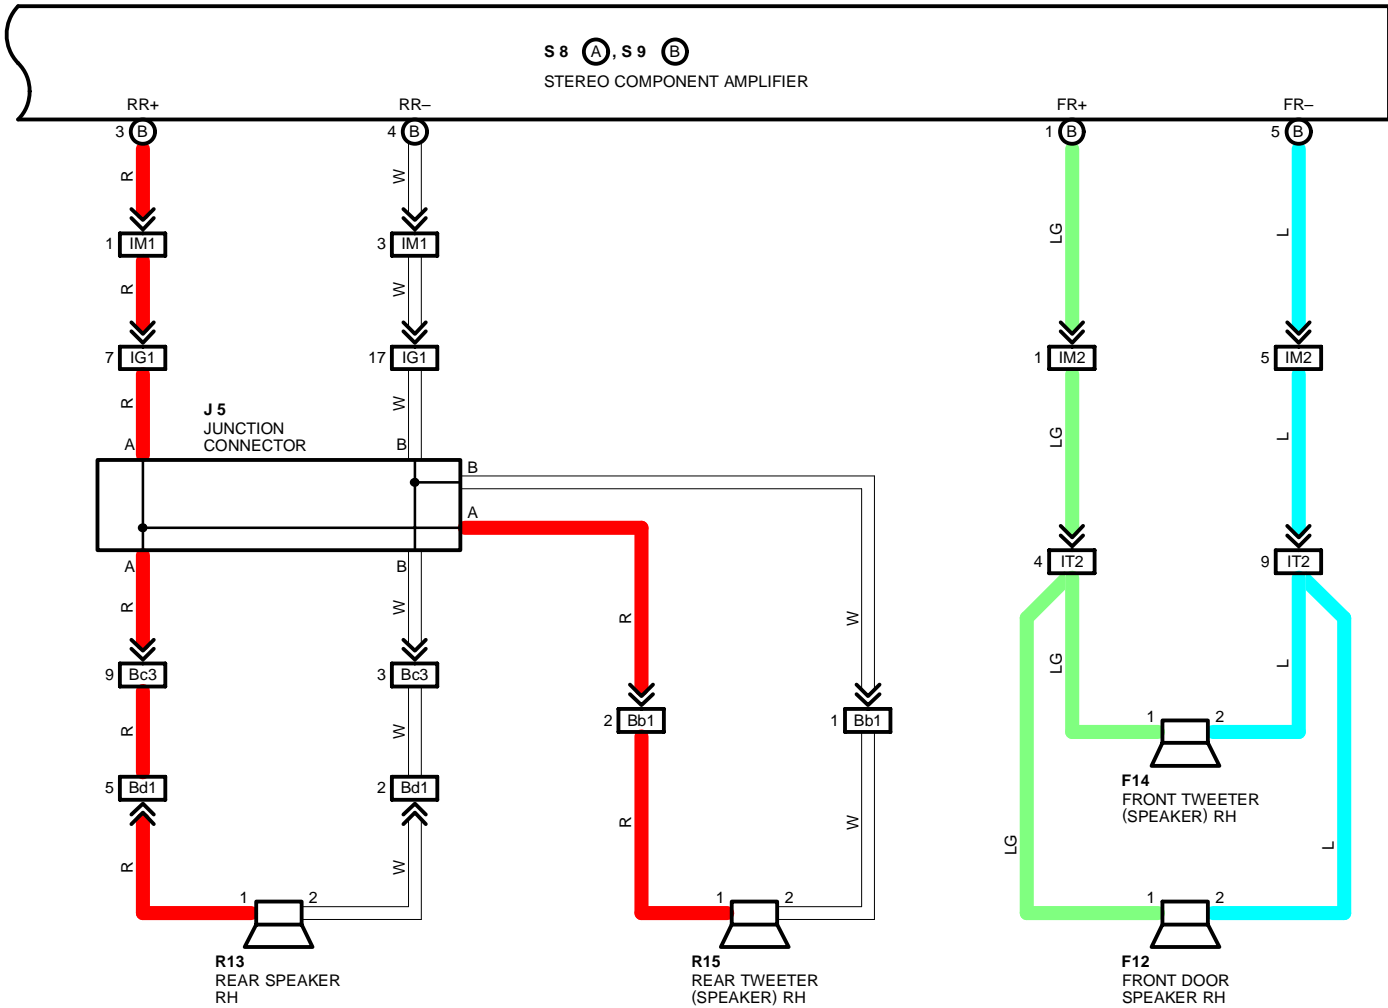 S 8 A , S 9 B
STEREO COMPONENT AMPLIFIER
RR+ RR– FR+ FR–
3 B 4 B 1 B 5 B
R W
LG L
1 IM1 3 IM1
R W
7 IG1 17 IG1 1 IM2 5 IM2
R W
J 5
JUNCTION
CONNECTOR
LG L
A B
B
A
4 IT2 9 IT2
A B
R W R W
LG L
9 Bc3 3 Bc3
2 Bb1 1 Bb1
R W
1 2
5 Bd1 2 Bd1
F14
FRONT TWEETER
(SPEAKER) RH
R W
LG L
R W
1 2 1 2 1 2
R13
REAR SPEAKER
RH
R15
REAR TWEETER
(SPEAKER) RH
F12
FRONT DOOR
SPEAKER RH